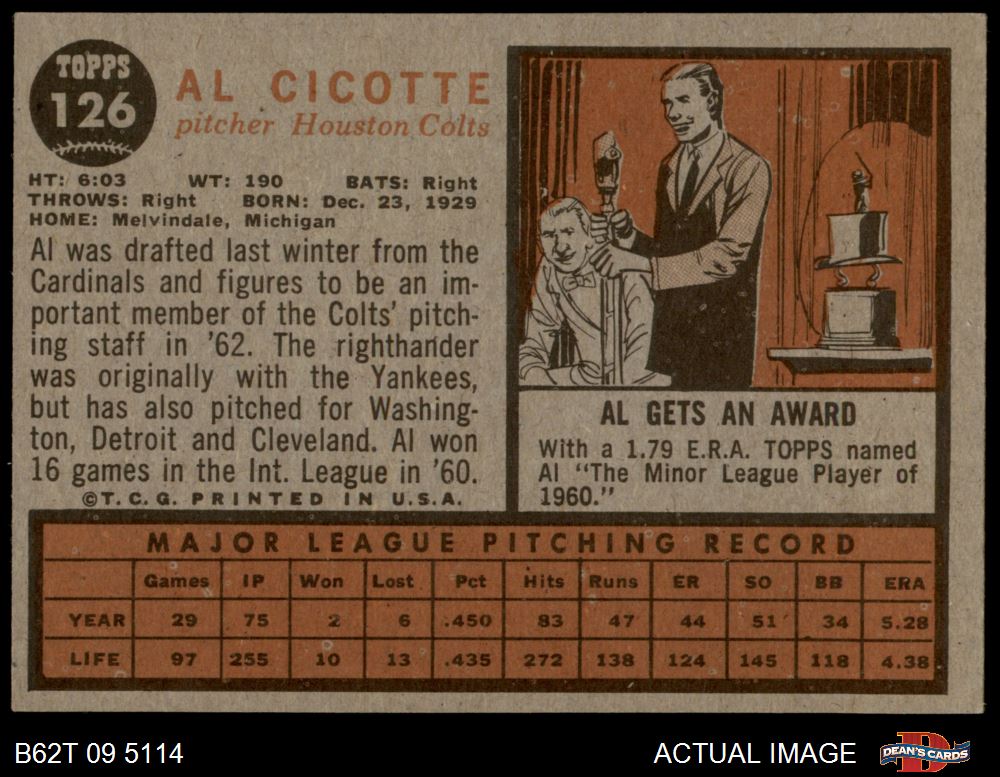 TOPPS
126
AL CICOTTE
pitcher Houston Colts
HT: 6:03 WT: 190 BATS: Right
THROWS: Right BORN: Dec. 23, 1929
HOME: Melvindale, Michigan
Al was drafted last winter from the
Cardinals and figures to be an im-
portant member of the Colts' pitch-
ing staff in '62. The righthander
was originally with the Yankees,
but has also pitched for Washing-
ton, Detroit and Cleveland. Al won
16 games in the Int. League in '60.
©T.C.G. PRINTED IN U.S.A.
AL GETS AN AWARD
With a 1.79 E.R.A. TOPPS named
Al "The Minor League Player of
1960."
MAJOR LEAGUE PITCHING RECORD
Games IP Won Lost Pct Hits Runs ER SO BB ERA
YEAR 29 75 2 6 .450 83 47 44 51 34 5.28
LIFE 97 255 10 13 .435 272 138 124 145 118 4.38
B62T 09 5114
ACTUAL IMAGE
DEAN'S CARDS